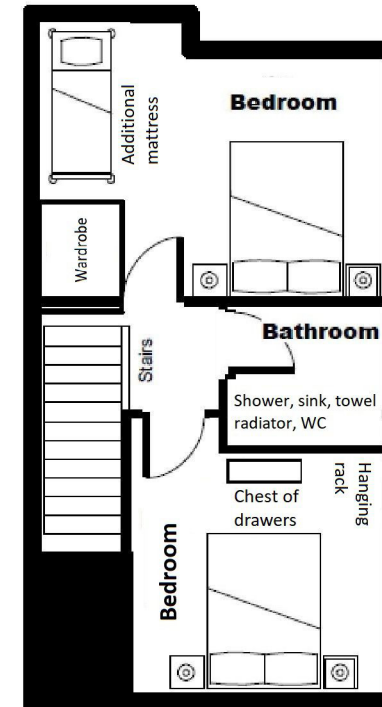 Additional
mattress
Bedroom
Wardrobe
Stairs
Bathroom
Shower, sink, towel
radiator, WC
Chest of
drawers
Hanging
rack
Bedroom